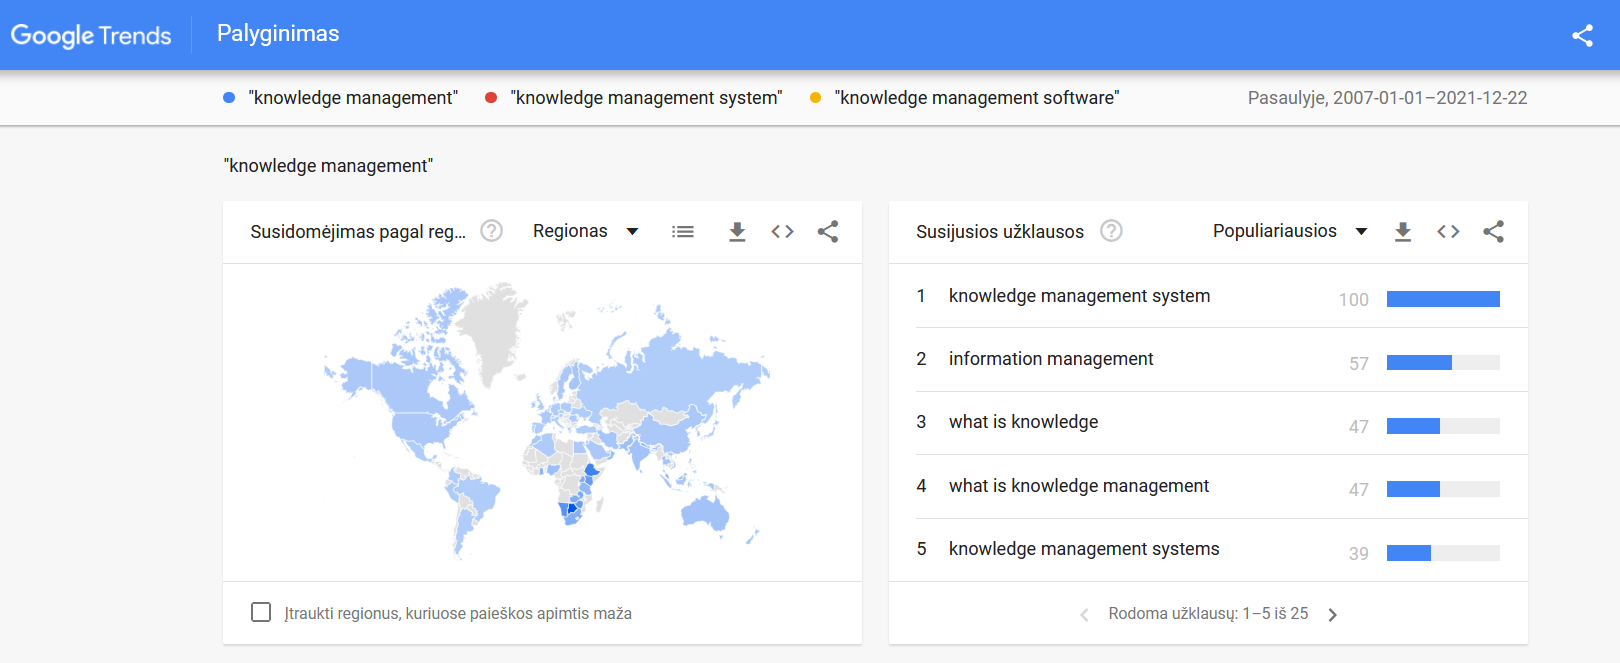 Google Trends Palyginimas
"knowledge management" "knowledge management system" "knowledge management software" Pasaulyje, 2007-01-01–2021-12-22
"knowledge management"
Susidomėjimas pagal reg... ? Regionas
Įtraukti regionus, kuriuose paieškos apimtis maža
Susijusios užklausos ? Populiariausios
1 knowledge management system 100
2 information management 57
3 what is knowledge 47
4 what is knowledge management 47
5 knowledge management systems 39
Rodoma užklausų: 1–5 iš 25